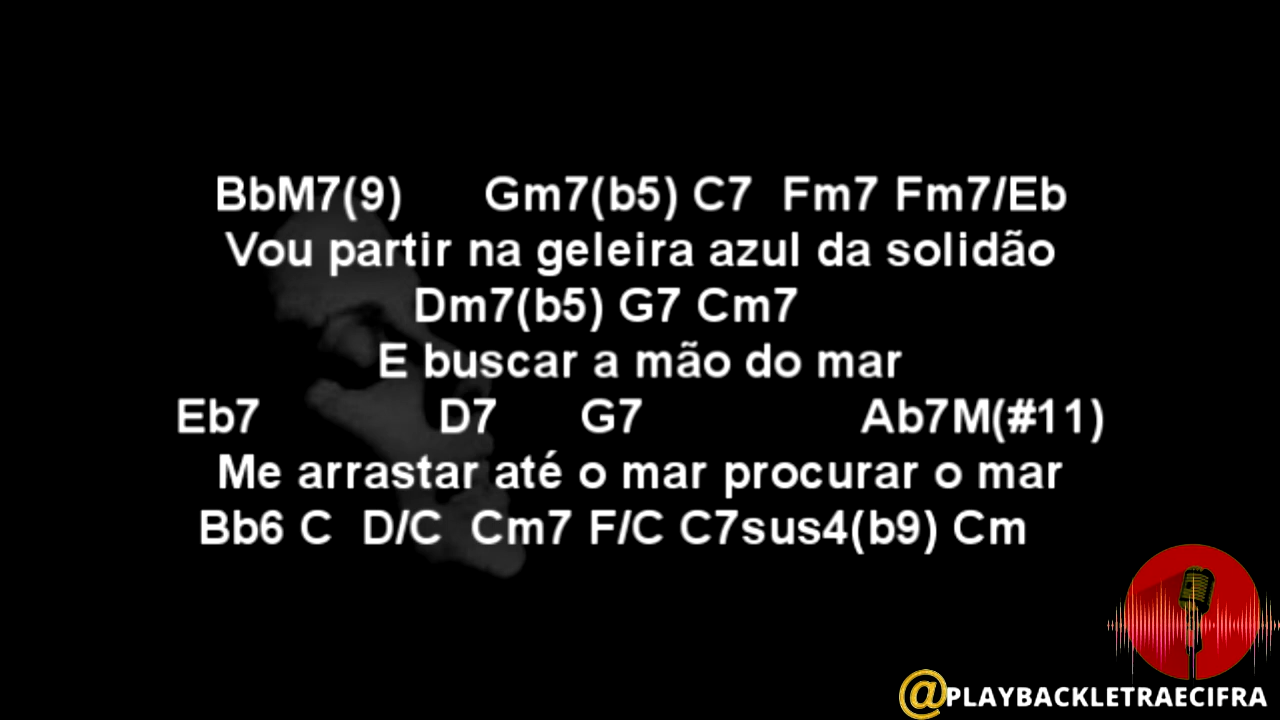 BbM7(9) Gm7(b5) C7 Fm7 Fm7/Eb
Vou partir na geleira azul da solidão
Dm7(b5) G7 Cm7
E buscar a mão do mar
Eb7 D7 G7 Ab7M(#11)
Me arrastar até o mar procurar o mar
Bb6 C D/C Cm7 F/C C7sus4(b9) Cm
@PLAYBACKLETRAECIFRA